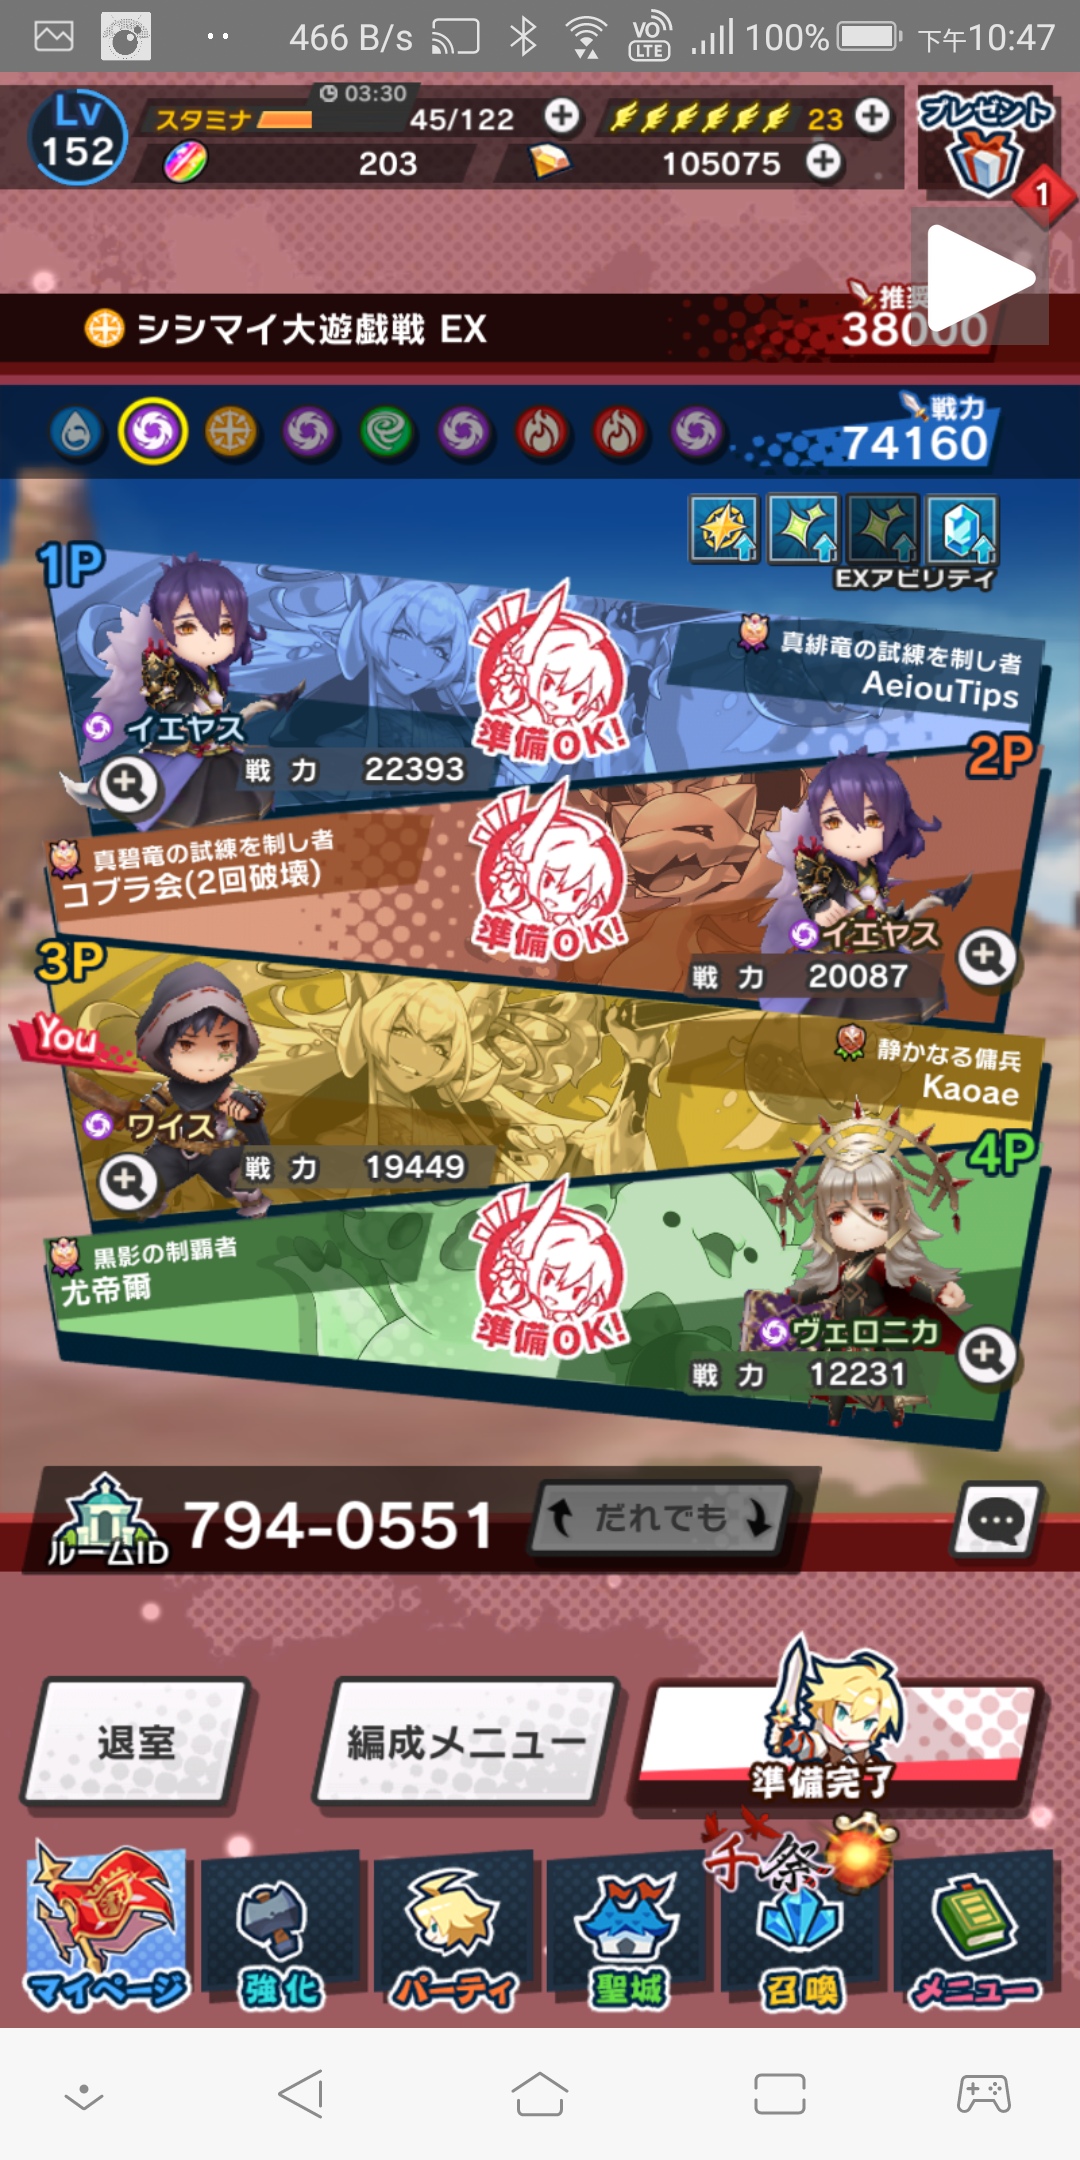 466 B/s VO LTE 100% 下午10:47
Lv 152
スタミナ 03:30 45/122 23
203 105075
プレゼント
1
シシマイ大遊戯戦 EX
推奨
38000
戦力
74160
EXアビリティ
1P
真緋竜の試練を制し者
AeiouTips
イエヤス
戦力 22393
準備OK!
2P
真碧竜の試練を制し者
コブラ会(2回破壊)
準備OK!
イエヤス
戦力 20087
3P
You
静かなる傭兵
Kaoae
ワイス
戦力 19449
4P
黒影の制覇者
尤帝爾
準備OK!
ヴェロニカ
戦力 12231
ルームID 794-0551 だれでも
退室 編成メニュー 準備完了
千祭
マイページ 強化 パーティ 聖城 召喚 メニュー